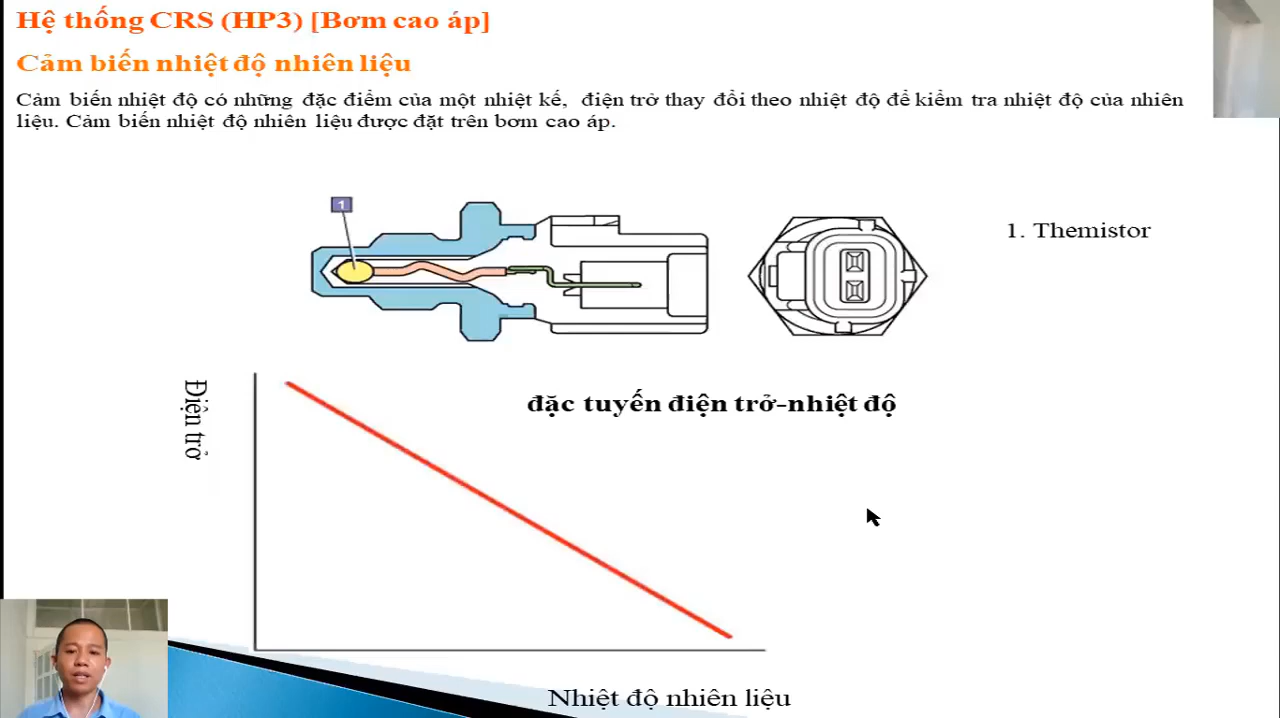 Hệ thống CRS (HP3) [Bơm cao áp]
Cảm biến nhiệt độ nhiên liệu
Cảm biến nhiệt độ có những đặc điểm của một nhiệt kế, điện trở thay đổi theo nhiệt độ để kiểm tra nhiệt độ của nhiên
liệu. Cảm biến nhiệt độ nhiên liệu được đặt trên bơm cao áp.
1
1. Themistor
Điện trở
đặc tuyến điện trở-nhiệt độ
Nhiệt độ nhiên liệu